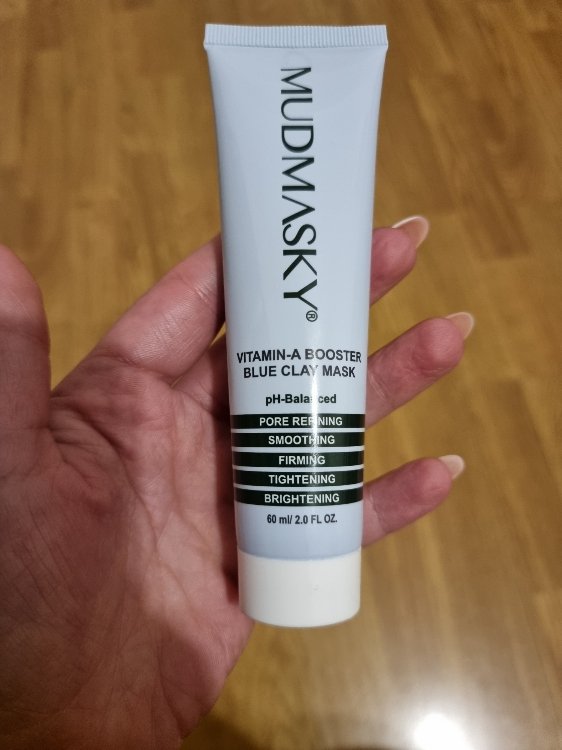 MUDMASKY®
VITAMIN-A BOOSTER
BLUE CLAY MASK
pH-Balanced
PORE REFINING
SMOOTHING
FIRMING
TIGHTENING
BRIGHTENING
60 ml/ 2.0 FL OZ.